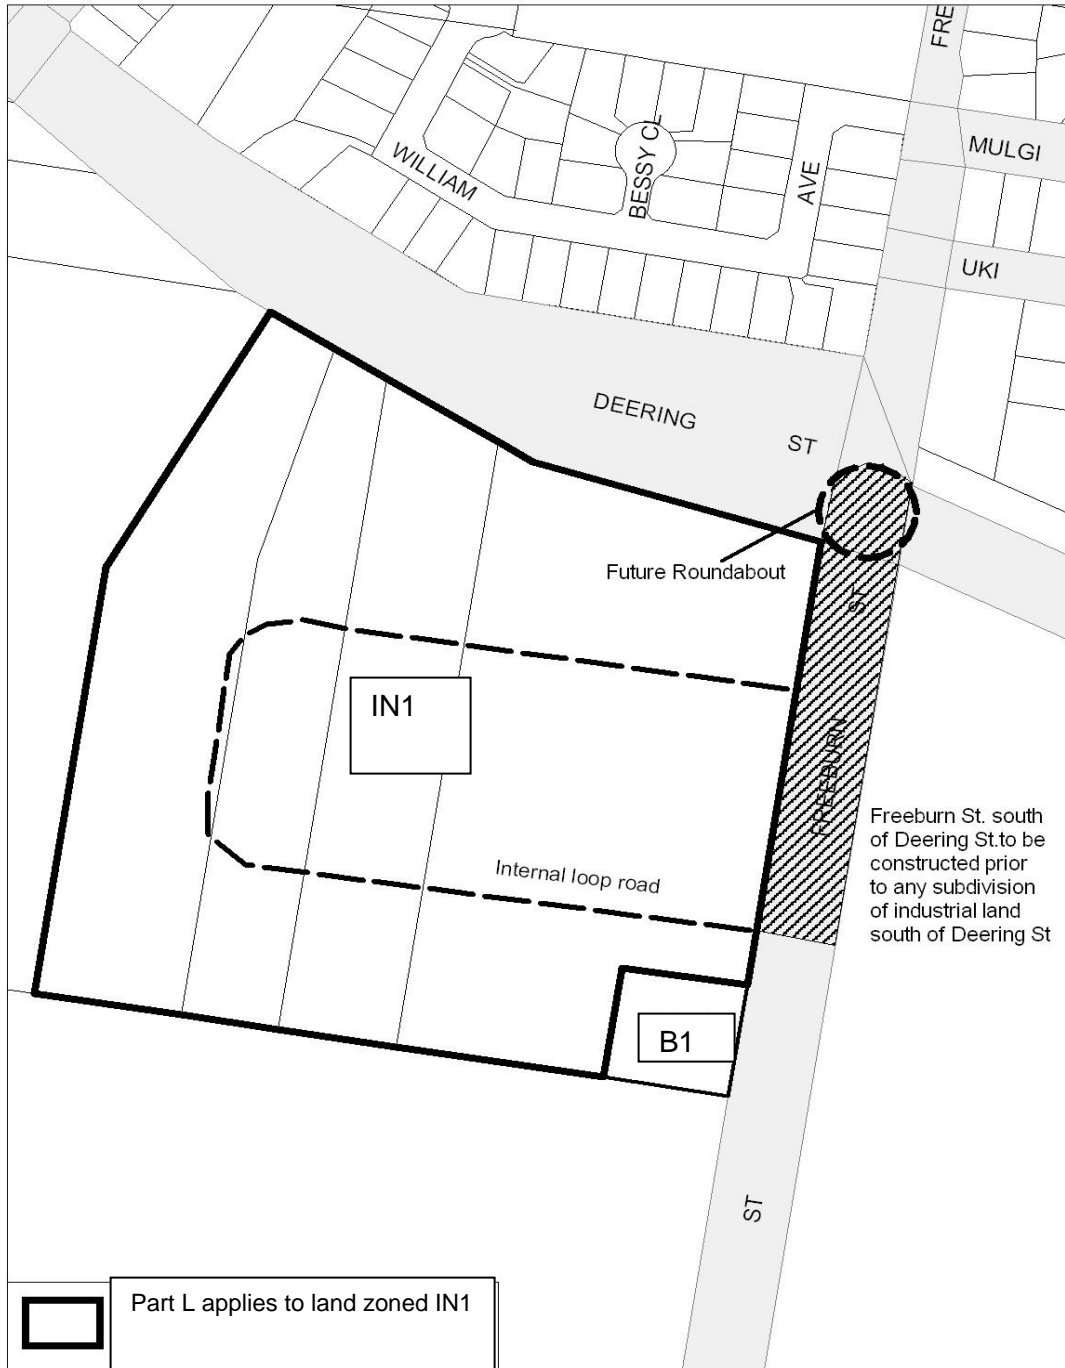 FRE
MULGI
WILLIAM
BESSY CL
AVE
UKI
DEERING
ST
Future Roundabout
ST
IN1
FREEBURN
Freeburn St. south
of Deering St.to be
constructed prior
to any subdivision
of industrial land
south of Deering St
Internal loop road
B1
ST
Part L applies to land zoned IN1